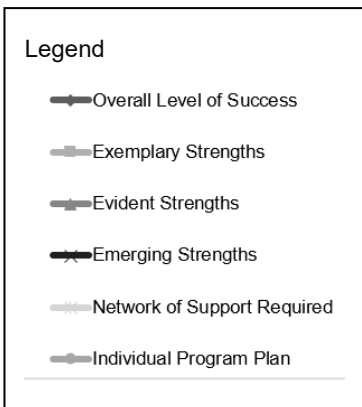 Legend
Overall Level of Success
Exemplary Strengths
Evident Strengths
Emerging Strengths
Network of Support Required
Individual Program Plan